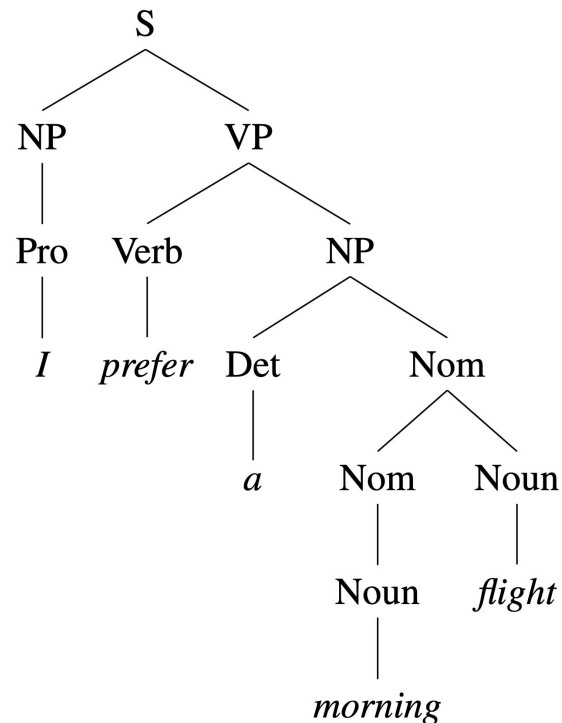 S
NP VP
Pro Verb NP
I prefer Det Nom
a Nom Noun
Noun flight
morning